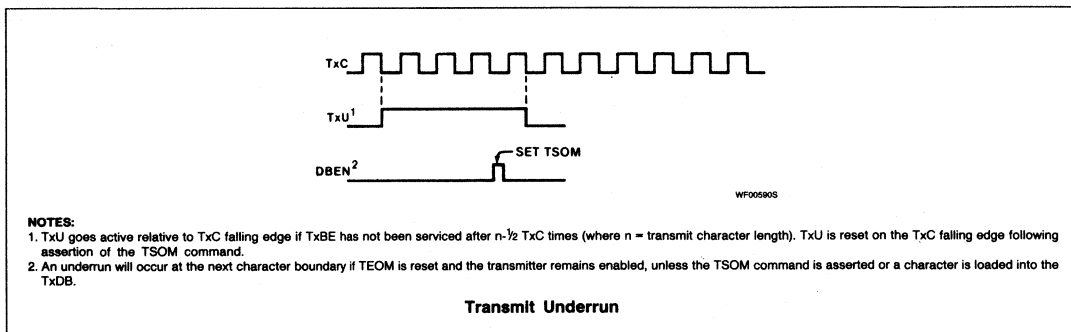 TxC
TxU¹
SET TSOM
DBEN²
WF00590S
NOTES:
1. TxU goes active relative to TxC falling edge if TxBE has not been serviced after n-½ TxC times (where n = transmit character length). TxU is reset on the TxC falling edge following
assertion of the TSOM command.
2. An underrun will occur at the next character boundary if TEOM is reset and the transmitter remains enabled, unless the TSOM command is asserted or a character is loaded into the
TxDB.
Transmit Underrun